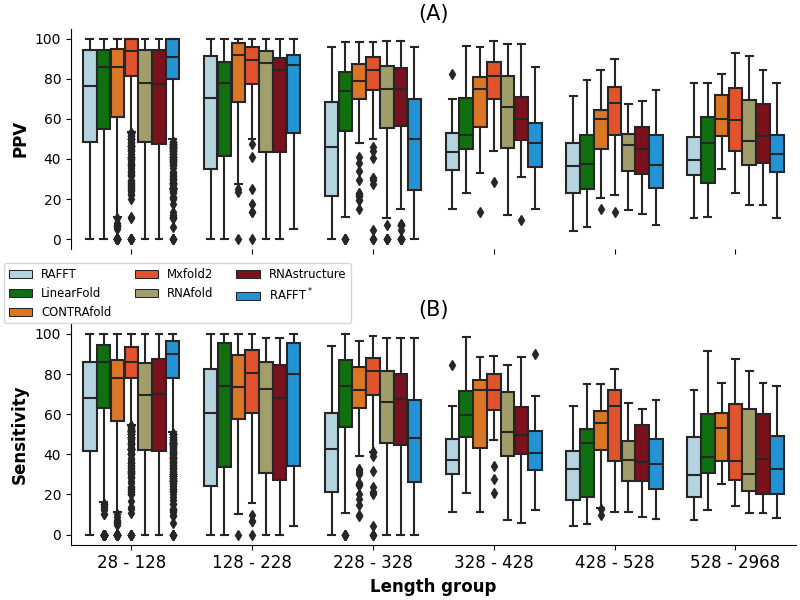 (A)
PPV
100
80
60
40
20
0
RAFFT
LinearFold
CONTRAfold
Mxfold2
RNAfold
RNAstructure
RAFFT*
(B)
Sensitivity
100
80
60
40
20
0
28 - 128 128 - 228 228 - 328 328 - 428 428 - 528 528 - 2968
Length group